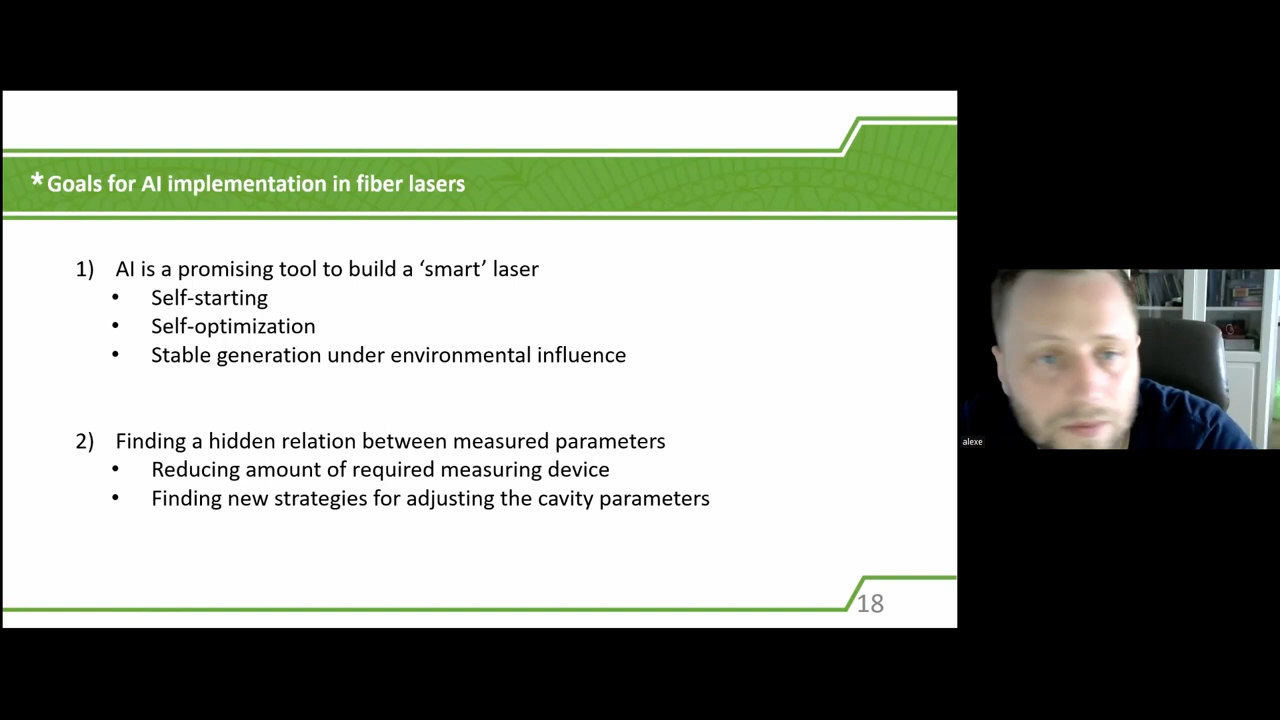 *Goals for AI implementation in fiber lasers
1) AI is a promising tool to build a ‘smart’ laser
• Self-starting
• Self-optimization
• Stable generation under environmental influence
2) Finding a hidden relation between measured parameters
• Reducing amount of required measuring device
• Finding new strategies for adjusting the cavity parameters
18
alexe